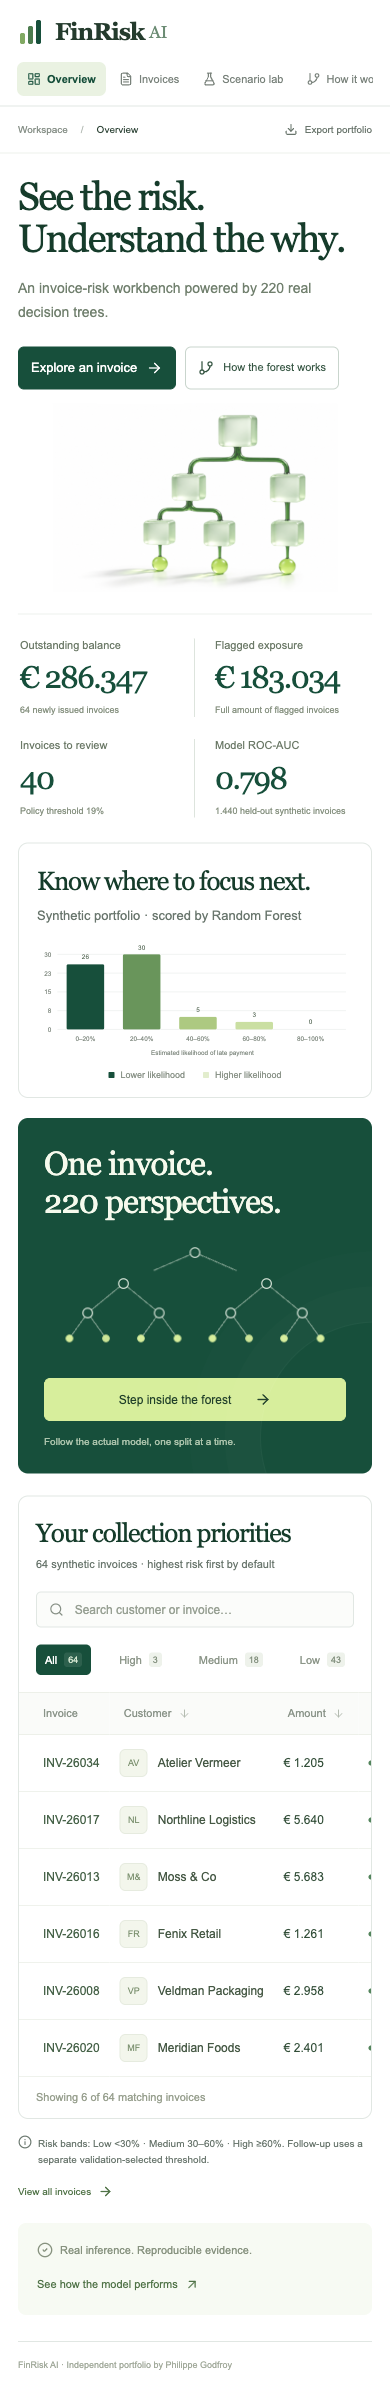 FinRisk AI
Overview Invoices Scenario lab How it wo
Workspace / Overview Export portfolio
See the risk.
Understand the why.
An invoice-risk workbench powered by 220 real
decision trees.
Explore an invoice → How the forest works
Outstanding balance Flagged exposure
€ 286.347 € 183.034
64 newly issued invoices Full amount of flagged invoices
Invoices to review Model ROC-AUC
40 0.798
Policy threshold 19% 1.440 held-out synthetic invoices
Know where to focus next.
Synthetic portfolio · scored by Random Forest
30
23
15
8
0
26 30 5 3 0
0–20% 20–40% 40–60% 60–80% 80–100%
Estimated likelihood of late payment
Lower likelihood Higher likelihood
One invoice.
220 perspectives.
Step inside the forest →
Follow the actual model, one split at a time.
Your collection priorities
64 synthetic invoices · highest risk first by default
Search customer or invoice...
All 64 High 3 Medium 18 Low 43
Invoice Customer ↓ Amount ↓
INV-26034 AV Atelier Vermeer € 1.205
INV-26017 NL Northline Logistics € 5.640
INV-26013 M& Moss & Co € 5.683
INV-26016 FR Fenix Retail € 1.261
INV-26008 VP Veldman Packaging € 2.958
INV-26020 MF Meridian Foods € 2.401
Showing 6 of 64 matching invoices
Risk bands: Low <30% · Medium 30–60% · High ≥60%. Follow-up uses a
separate validation-selected threshold.
View all invoices →
Real inference. Reproducible evidence.
See how the model performs ↗
FinRisk AI · Independent portfolio by Philippe Godfroy